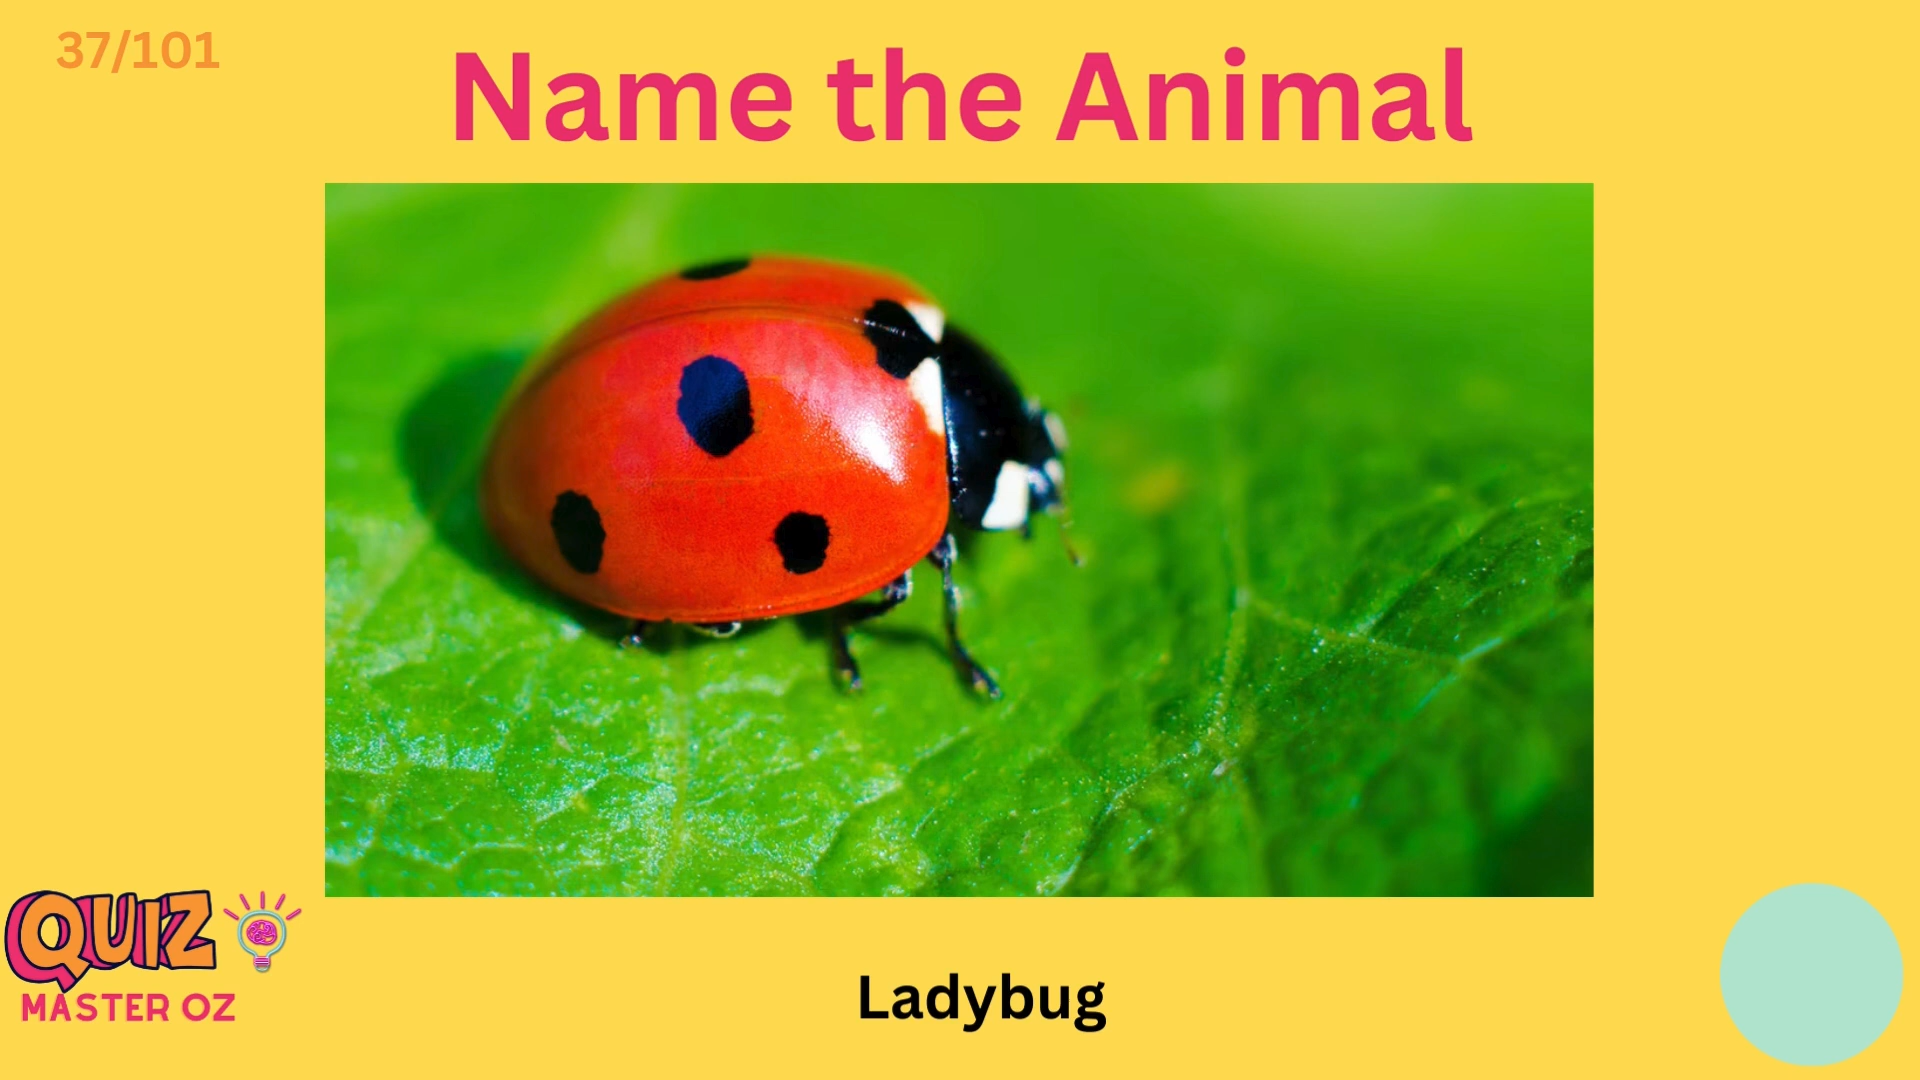 37/101
Name the Animal
QUIZ
MASTER OZ
Ladybug